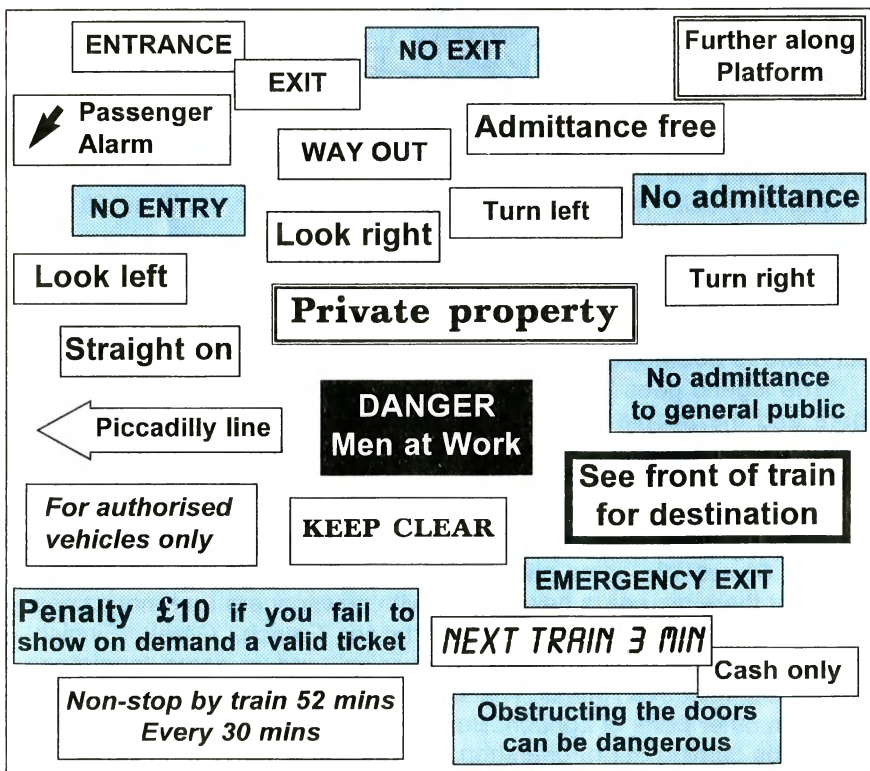 ENTRANCE
EXIT
NO EXIT
Further along
Platform
Passenger
Alarm
WAY OUT
Admittance free
NO ENTRY
Look right
Turn left
No admittance
Look left
Private property
Turn right
Straight on
No admittance
to general public
Piccadilly line
DANGER
Men at Work
See front of train
for destination
For authorised
vehicles only
KEEP CLEAR
EMERGENCY EXIT
Penalty £10 if you fail to
show on demand a valid ticket
NEXT TRAIN 3 MIN
Cash only
Non-stop by train 52 mins
Every 30 mins
Obstructing the doors
can be dangerous